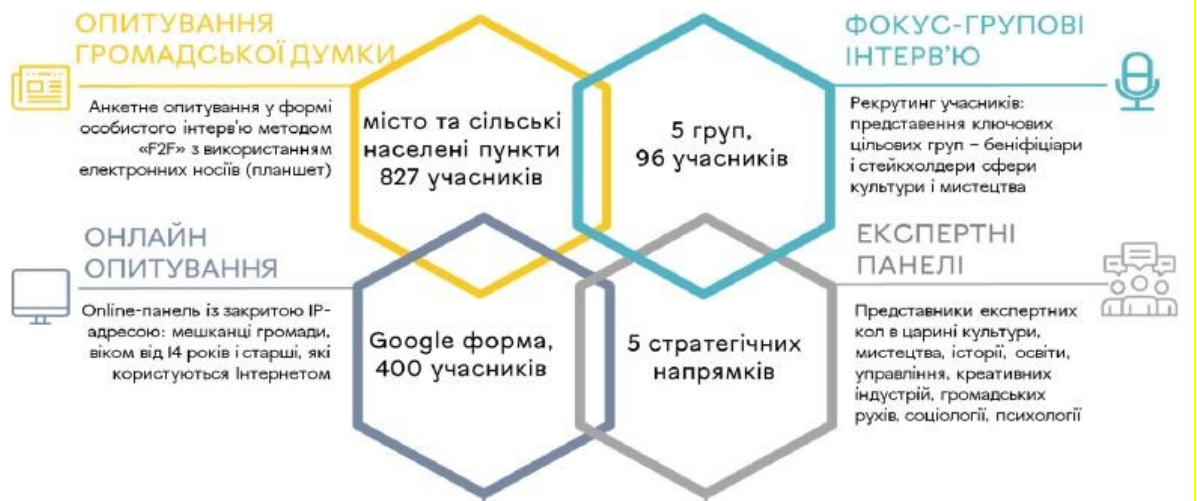 ОПИТУВАННЯ
ГРОМАДСЬКОЇ ДУМКИ
Анкетне опитування у формі
особистого інтерв'ю методом
«F2F» з використанням
електронних носіїв (планшет)
місто та сільські
населені пункти
827 учасників
5 груп,
96 учасників
ФОКУС-ГРУПОВІ
ІНТЕРВ'Ю
Рекрутинг учасників:
представення ключових
цільових груп – беніфіціари
і стейкхолдери сфери
культури і мистецтва
ОНЛАЙН
ОПИТУВАННЯ
Online-панель із закритою IP-
адресою: мешканці громади,
віком від 14 років і старші, які
користуються Інтернетом
Google форма,
400 учасників
5 стратегічних
напрямків
ЕКСПЕРТНІ
ПАНЕЛІ
Представники експертних
кол в царині культури,
мистецтва, історії, освіти,
управління, креативних
індустрій, громадських
рухів, соціології, психології